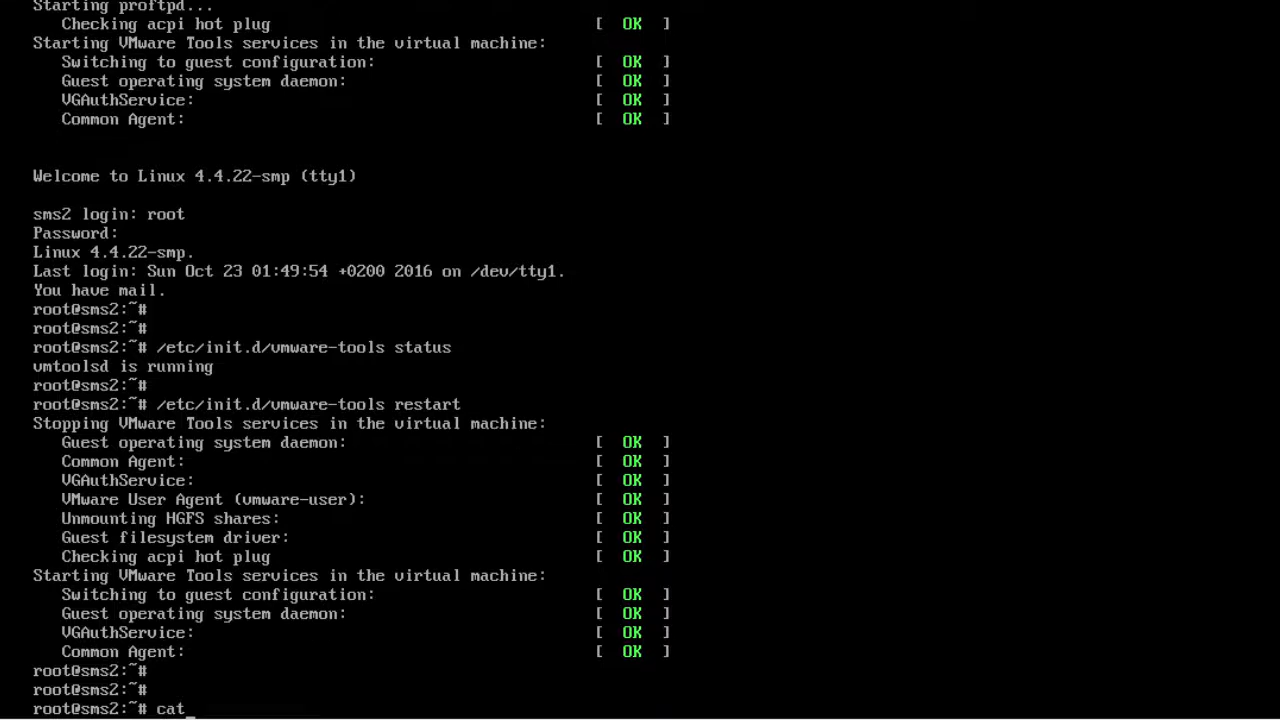 Starting proftpd...
Checking acpi hot plug [ OK ]
Starting VMware Tools services in the virtual machine:
Switching to guest configuration: [ OK ]
Guest operating system daemon: [ OK ]
VGAuthService: [ OK ]
Common Agent: [ OK ]
Welcome to Linux 4.4.22-smp (tty1)
sms2 login: root
Password:
Linux 4.4.22-smp.
Last login: Sun Oct 23 01:49:54 +0200 2016 on /dev/tty1.
You have mail.
root@sms2:~#
root@sms2:~#
root@sms2:~# /etc/init.d/vmware-tools status
vmtoolsd is running
root@sms2:~#
root@sms2:~# /etc/init.d/vmware-tools restart
Stopping VMware Tools services in the virtual machine:
Guest operating system daemon: [ OK ]
Common Agent: [ OK ]
VGAuthService: [ OK ]
VMware User Agent (vmware-user): [ OK ]
Unmounting HGFS shares: [ OK ]
Guest filesystem driver: [ OK ]
Checking acpi hot plug [ OK ]
Starting VMware Tools services in the virtual machine:
Switching to guest configuration: [ OK ]
Guest operating system daemon: [ OK ]
VGAuthService: [ OK ]
Common Agent: [ OK ]
root@sms2:~#
root@sms2:~#
root@sms2:~# cat_